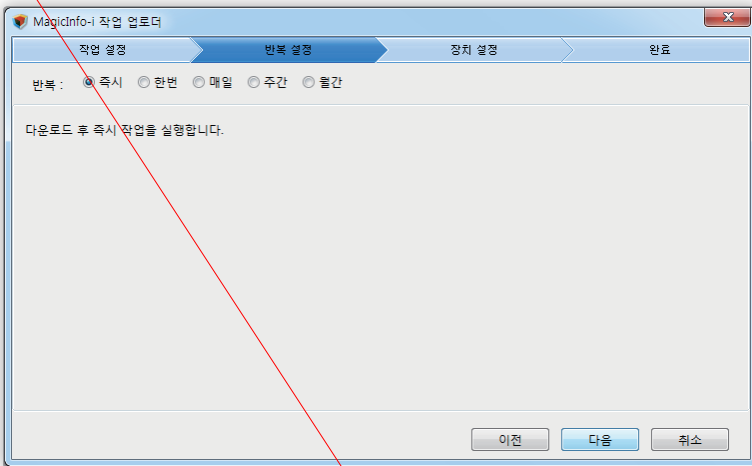 MagicInfo-i 작업 업로더
작업 설정 반복 설정 장치 설정 완료
반복 : 즉시 한번 매일 주간 월간
다운로드 후 즉시 작업을 실행합니다.
이전 다음 취소